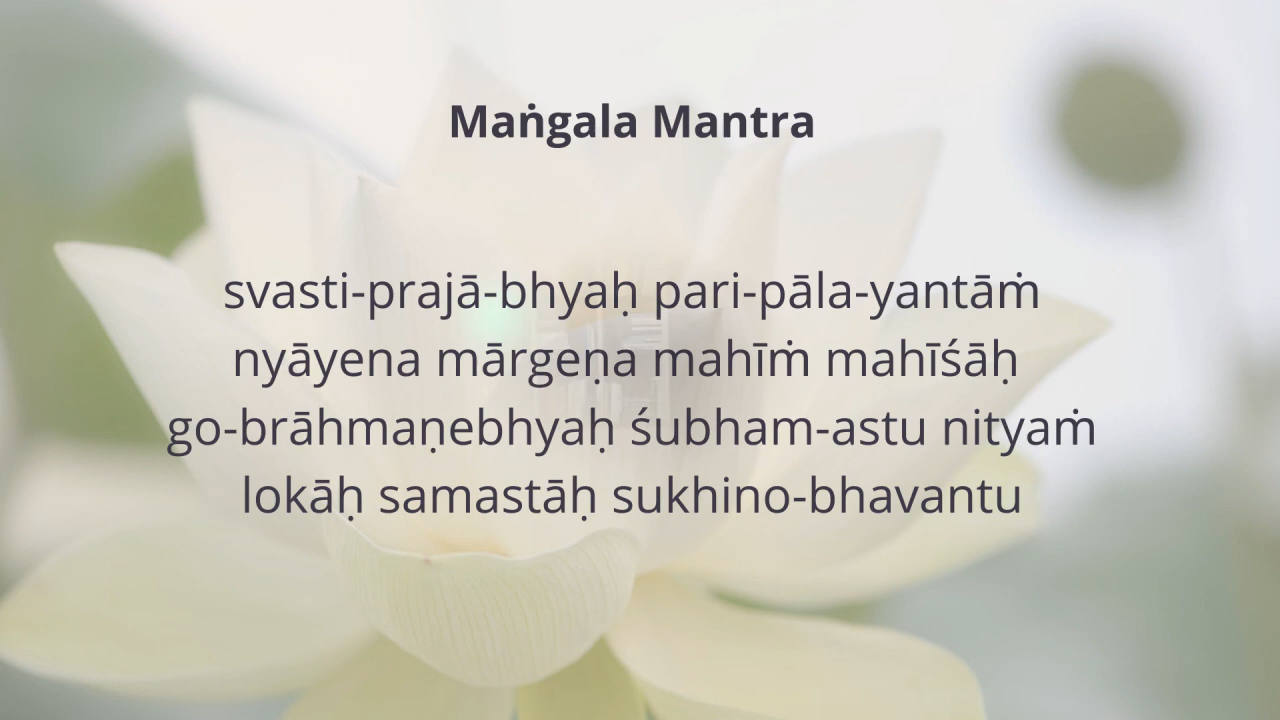 Maṅgala Mantra
svasti-prajā-bhyaḥ pari-pāla-yantāṁ
nyāyena mārgeṇa mahīṁ mahīśāḥ
go-brāhmaṇebhyaḥ śubham-astu nityaṁ
lokāḥ samastāḥ sukhino-bhavantu